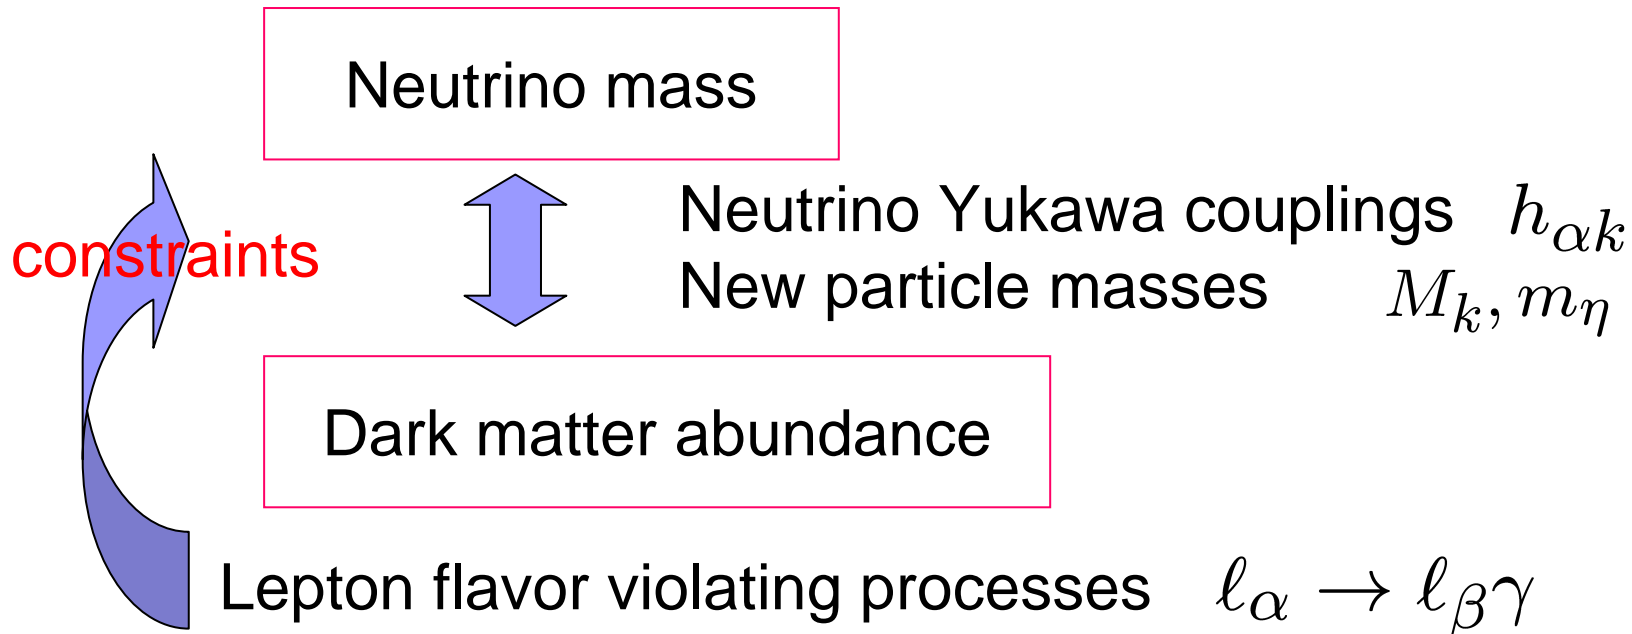 Neutrino mass
Neutrino Yukawa couplings $h_{\alpha k}$
constraints
New particle masses $M_k, m_\eta$
Dark matter abundance
Lepton flavor violating processes $\ell_\alpha \to \ell_\beta \gamma$